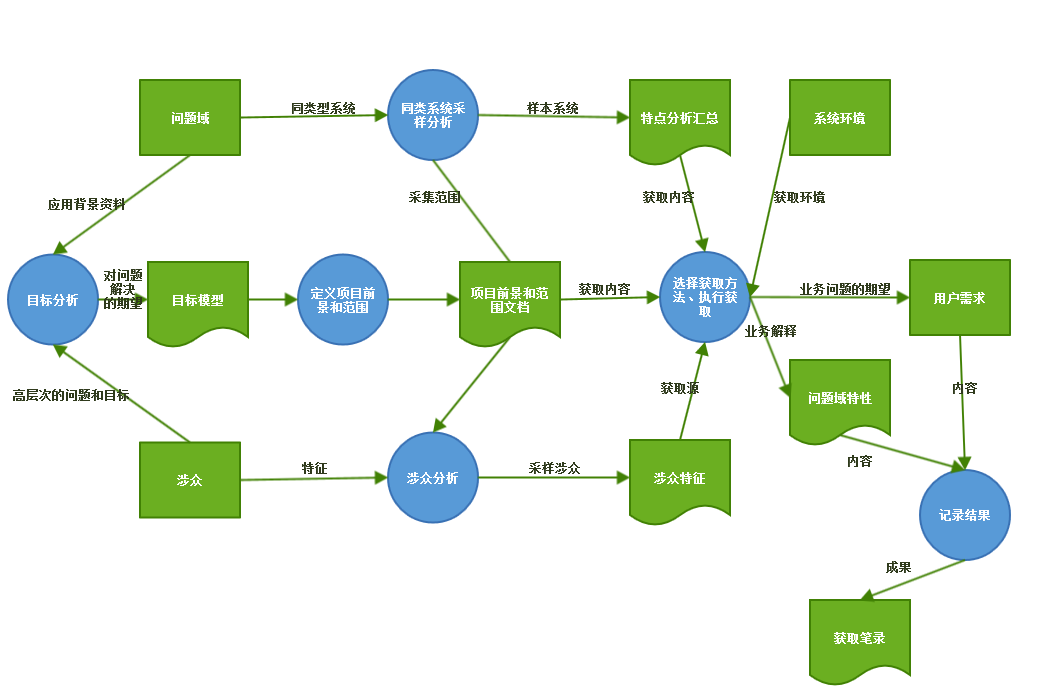 问题域
同类型系统
同类系统采
样分析
样本系统
特点分析汇总
系统环境
应用背景资料
采集范围
获取内容
获取环境
目标分析
对问题
解决
的期望
目标模型
定义项目前
景和范围
项目前景和范
围文档
获取内容
选择获取方
法、执行获
取
业务问题的期望
用户需求
业务解释
高层次的问题和目标
获取源
问题域特性
内容
涉众
特征
涉众分析
采样涉众
涉众特征
内容
记录结果
成果
获取笔录